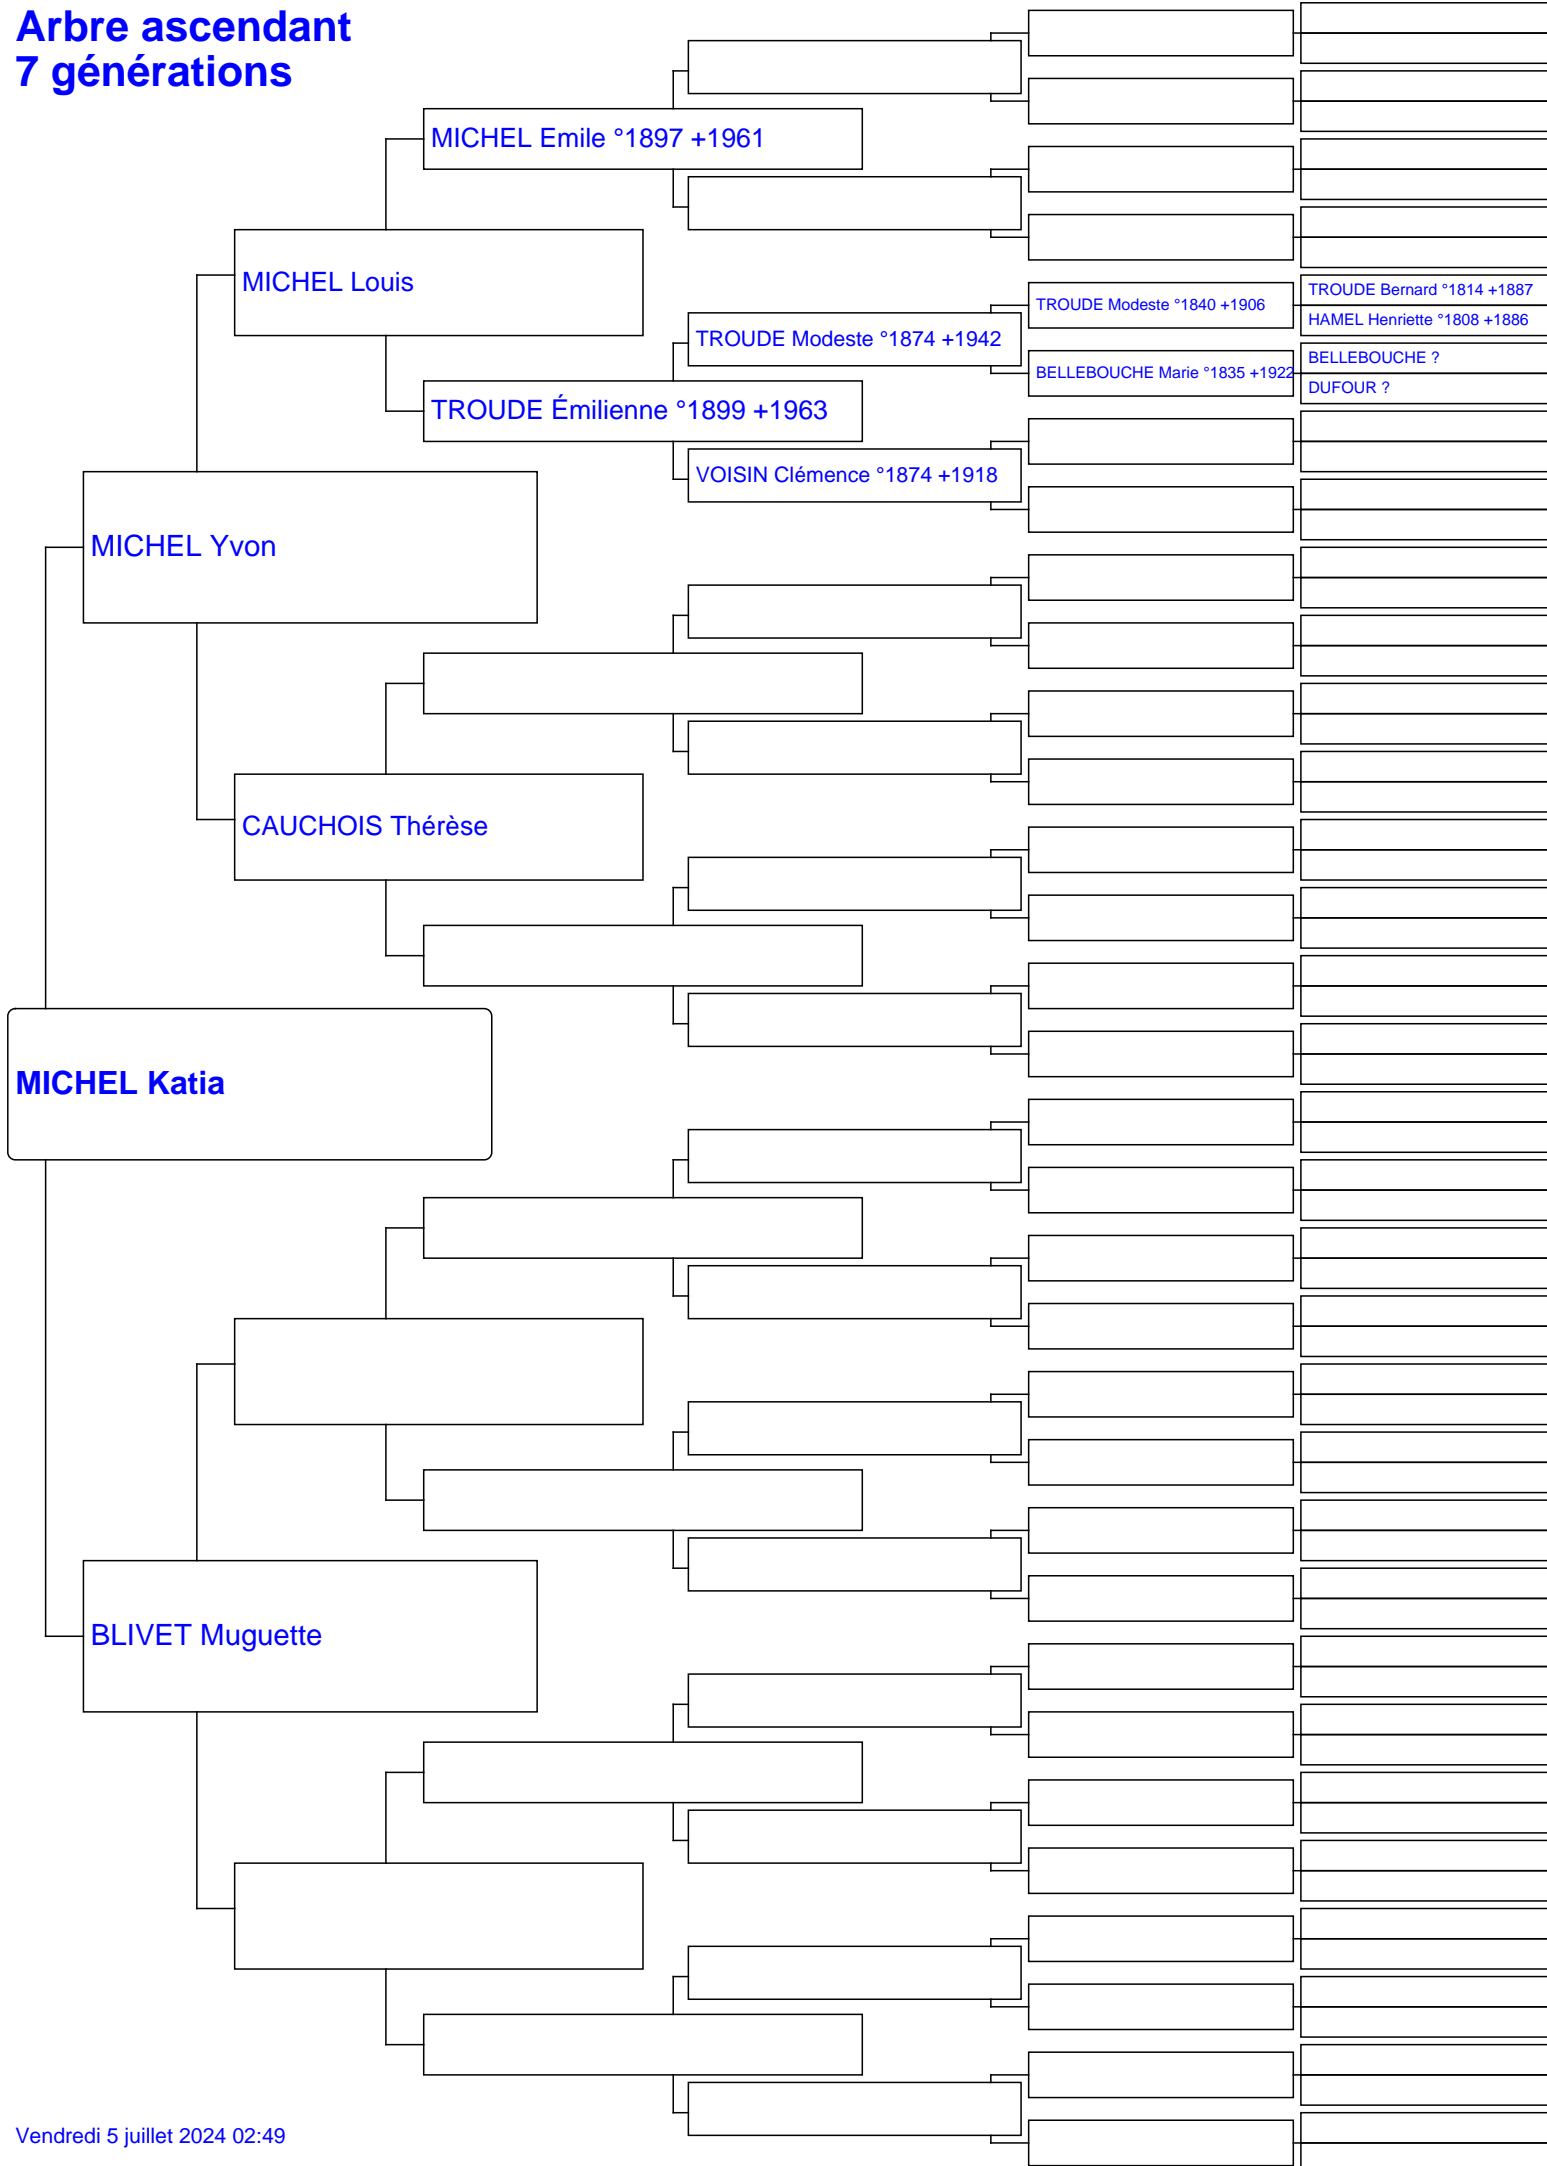 Arbre ascendant
7 générations
MICHEL Emile °1897 +1961
MICHEL Louis
TROUDE Modeste °1840 +1906
TROUDE Bernard °1814 +1887
HAMEL Henriette °1808 +1886
TROUDE Modeste °1874 +1942
BELLEBOUCHE Marie °1835 +1922
BELLEBOUCHE ?
DUFOUR ?
TROUDE Émilienne °1899 +1963
VOISIN Clémence °1874 +1918
MICHEL Yvon
CAUCHOIS Thérèse
MICHEL Katia
BLIVET Muguette
Vendredi 5 juillet 2024 02:49